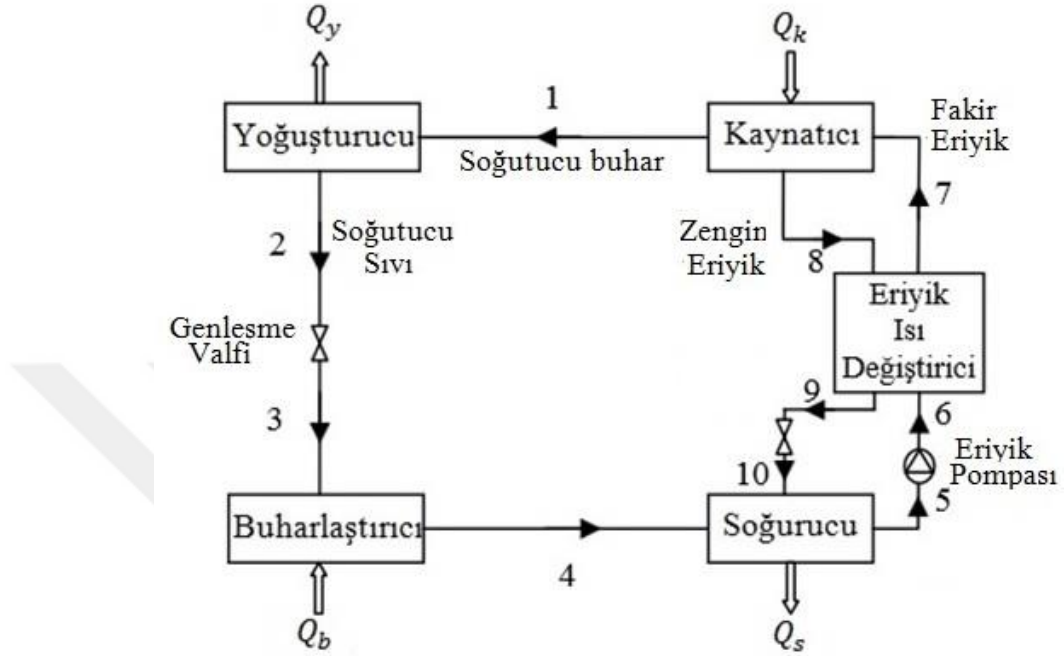 Q_y
Q_k
1
Yoğuşturucu
Kaynatıcı
Fakir
Eriyik
Soğutucu buhar
7
2
Soğutucu
Sıvı
Zengin
Eriyik
8
Eriyik
Isı
Değiştirici
Genleşme
Valfi
3
9
6
Eriyik
Pompası
10
5
Buharlaştırıcı
Soğurucu
4
Q_b
Q_s